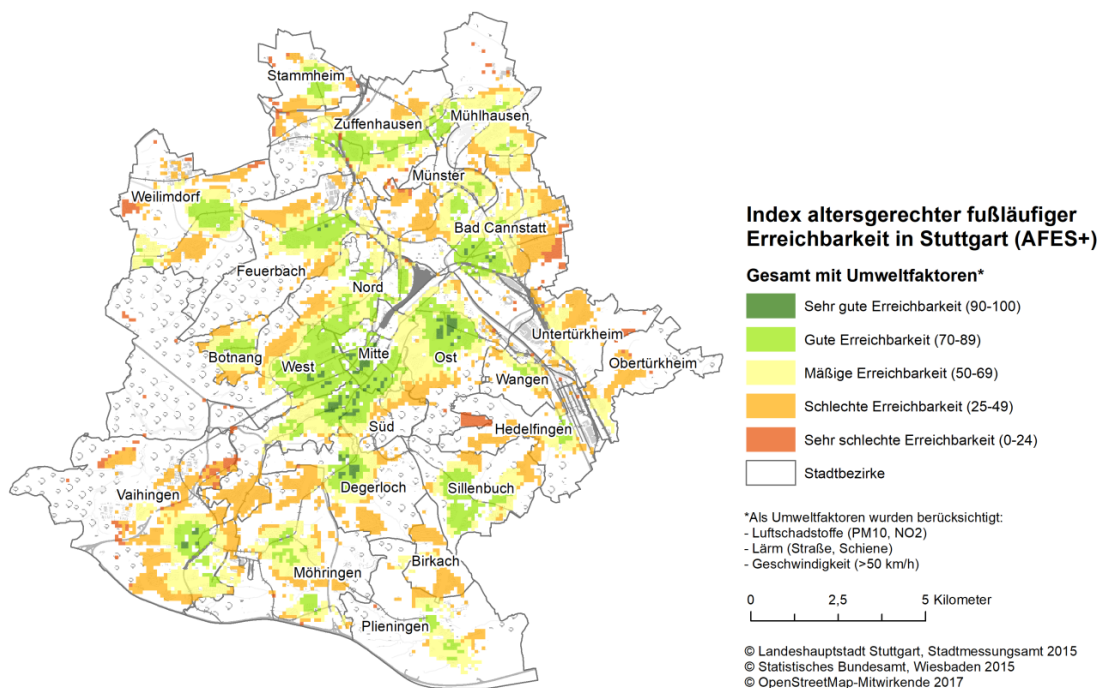 Stammheim
Zuffenhausen
Mühlhausen
Münster
Weilimdorf
Bad Cannstatt
Feuerbach
Nord
Untertürkheim
Botnang
West
Mitte
Ost
Obertürkheim
Wangen
Süd
Hedelfingen
Degerloch
Sillenbuch
Vaihingen
Birkach
Möhringen
Plieningen
Index altersgerechter fußläufiger
Erreichbarkeit in Stuttgart (AFES+)
Gesamt mit Umweltfaktoren*
Sehr gute Erreichbarkeit (90-100)
Gute Erreichbarkeit (70-89)
Mäßige Erreichbarkeit (50-69)
Schlechte Erreichbarkeit (25-49)
Sehr schlechte Erreichbarkeit (0-24)
Stadtbezirke
*Als Umweltfaktoren wurden berücksichtigt:
- Luftschadstoffe (PM10, NO2)
- Lärm (Straße, Schiene)
- Geschwindigkeit (>50 km/h)
0 2,5 5 Kilometer
© Landeshauptstadt Stuttgart, Stadtmessungsamt 2015
© Statistisches Bundesamt, Wiesbaden 2015
© OpenStreetMap-Mitwirkende 2017